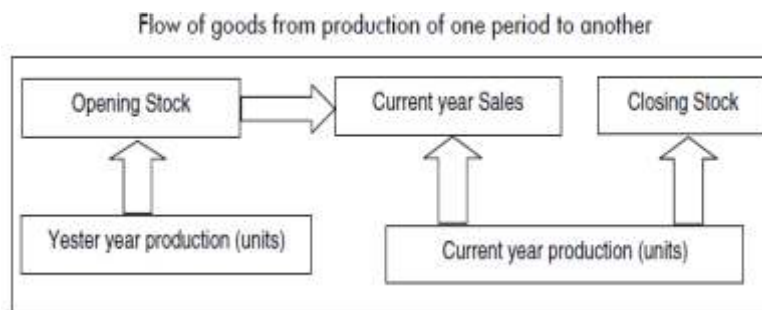 Flow of goods from production of one period to another
Opening Stock
Current year Sales
Closing Stock
Yester year production (units)
Current year production (units)